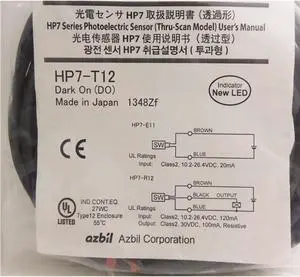 光電センサ HP7 取扱説明書 (透過形)
HP7 Series Photoelectric Sensor (Thru-Scan Model) User's Manual
光电传感器 HP7 使用说明书 (透过型)
광전 센서 HP7 취급설명서 (투과형)
HP7-T12
Dark On (DO)
Made in Japan 1348Zf
Indicator
New LED
HP7-E11
BROWN
SW
BLUE
UL Ratings
Input: Class2, 10.2-26.4VDC, 20mA
HP7-R12
BROWN
BLACK OUTPUT
SW
BLUE
UL Ratings
Input: Class2, 10.2-26.4VDC, 120mA
Output: Class2, 30VDC, 100mA, Resistive
UL
LISTED
IND. CONT. EQ.
27WC
Type12 Enclosure
55℃
azbil Azbil Corporation